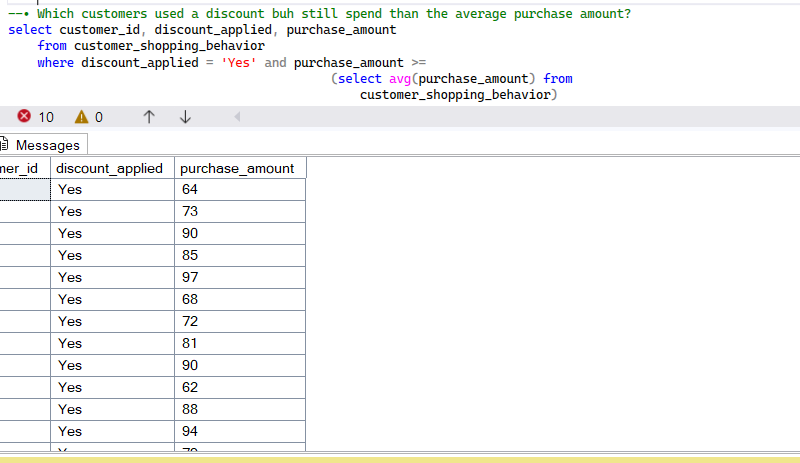 --• Which customers used a discount buh still spend than the average purchase amount?
select customer_id, discount_applied, purchase_amount
from customer_shopping_behavior
where discount_applied = 'Yes' and purchase_amount >=
(select avg(purchase_amount) from
customer_shopping_behavior)
10 0
Messages
mer_id discount_applied purchase_amount
Yes 64
Yes 73
Yes 90
Yes 85
Yes 97
Yes 68
Yes 72
Yes 81
Yes 90
Yes 62
Yes 88
Yes 94